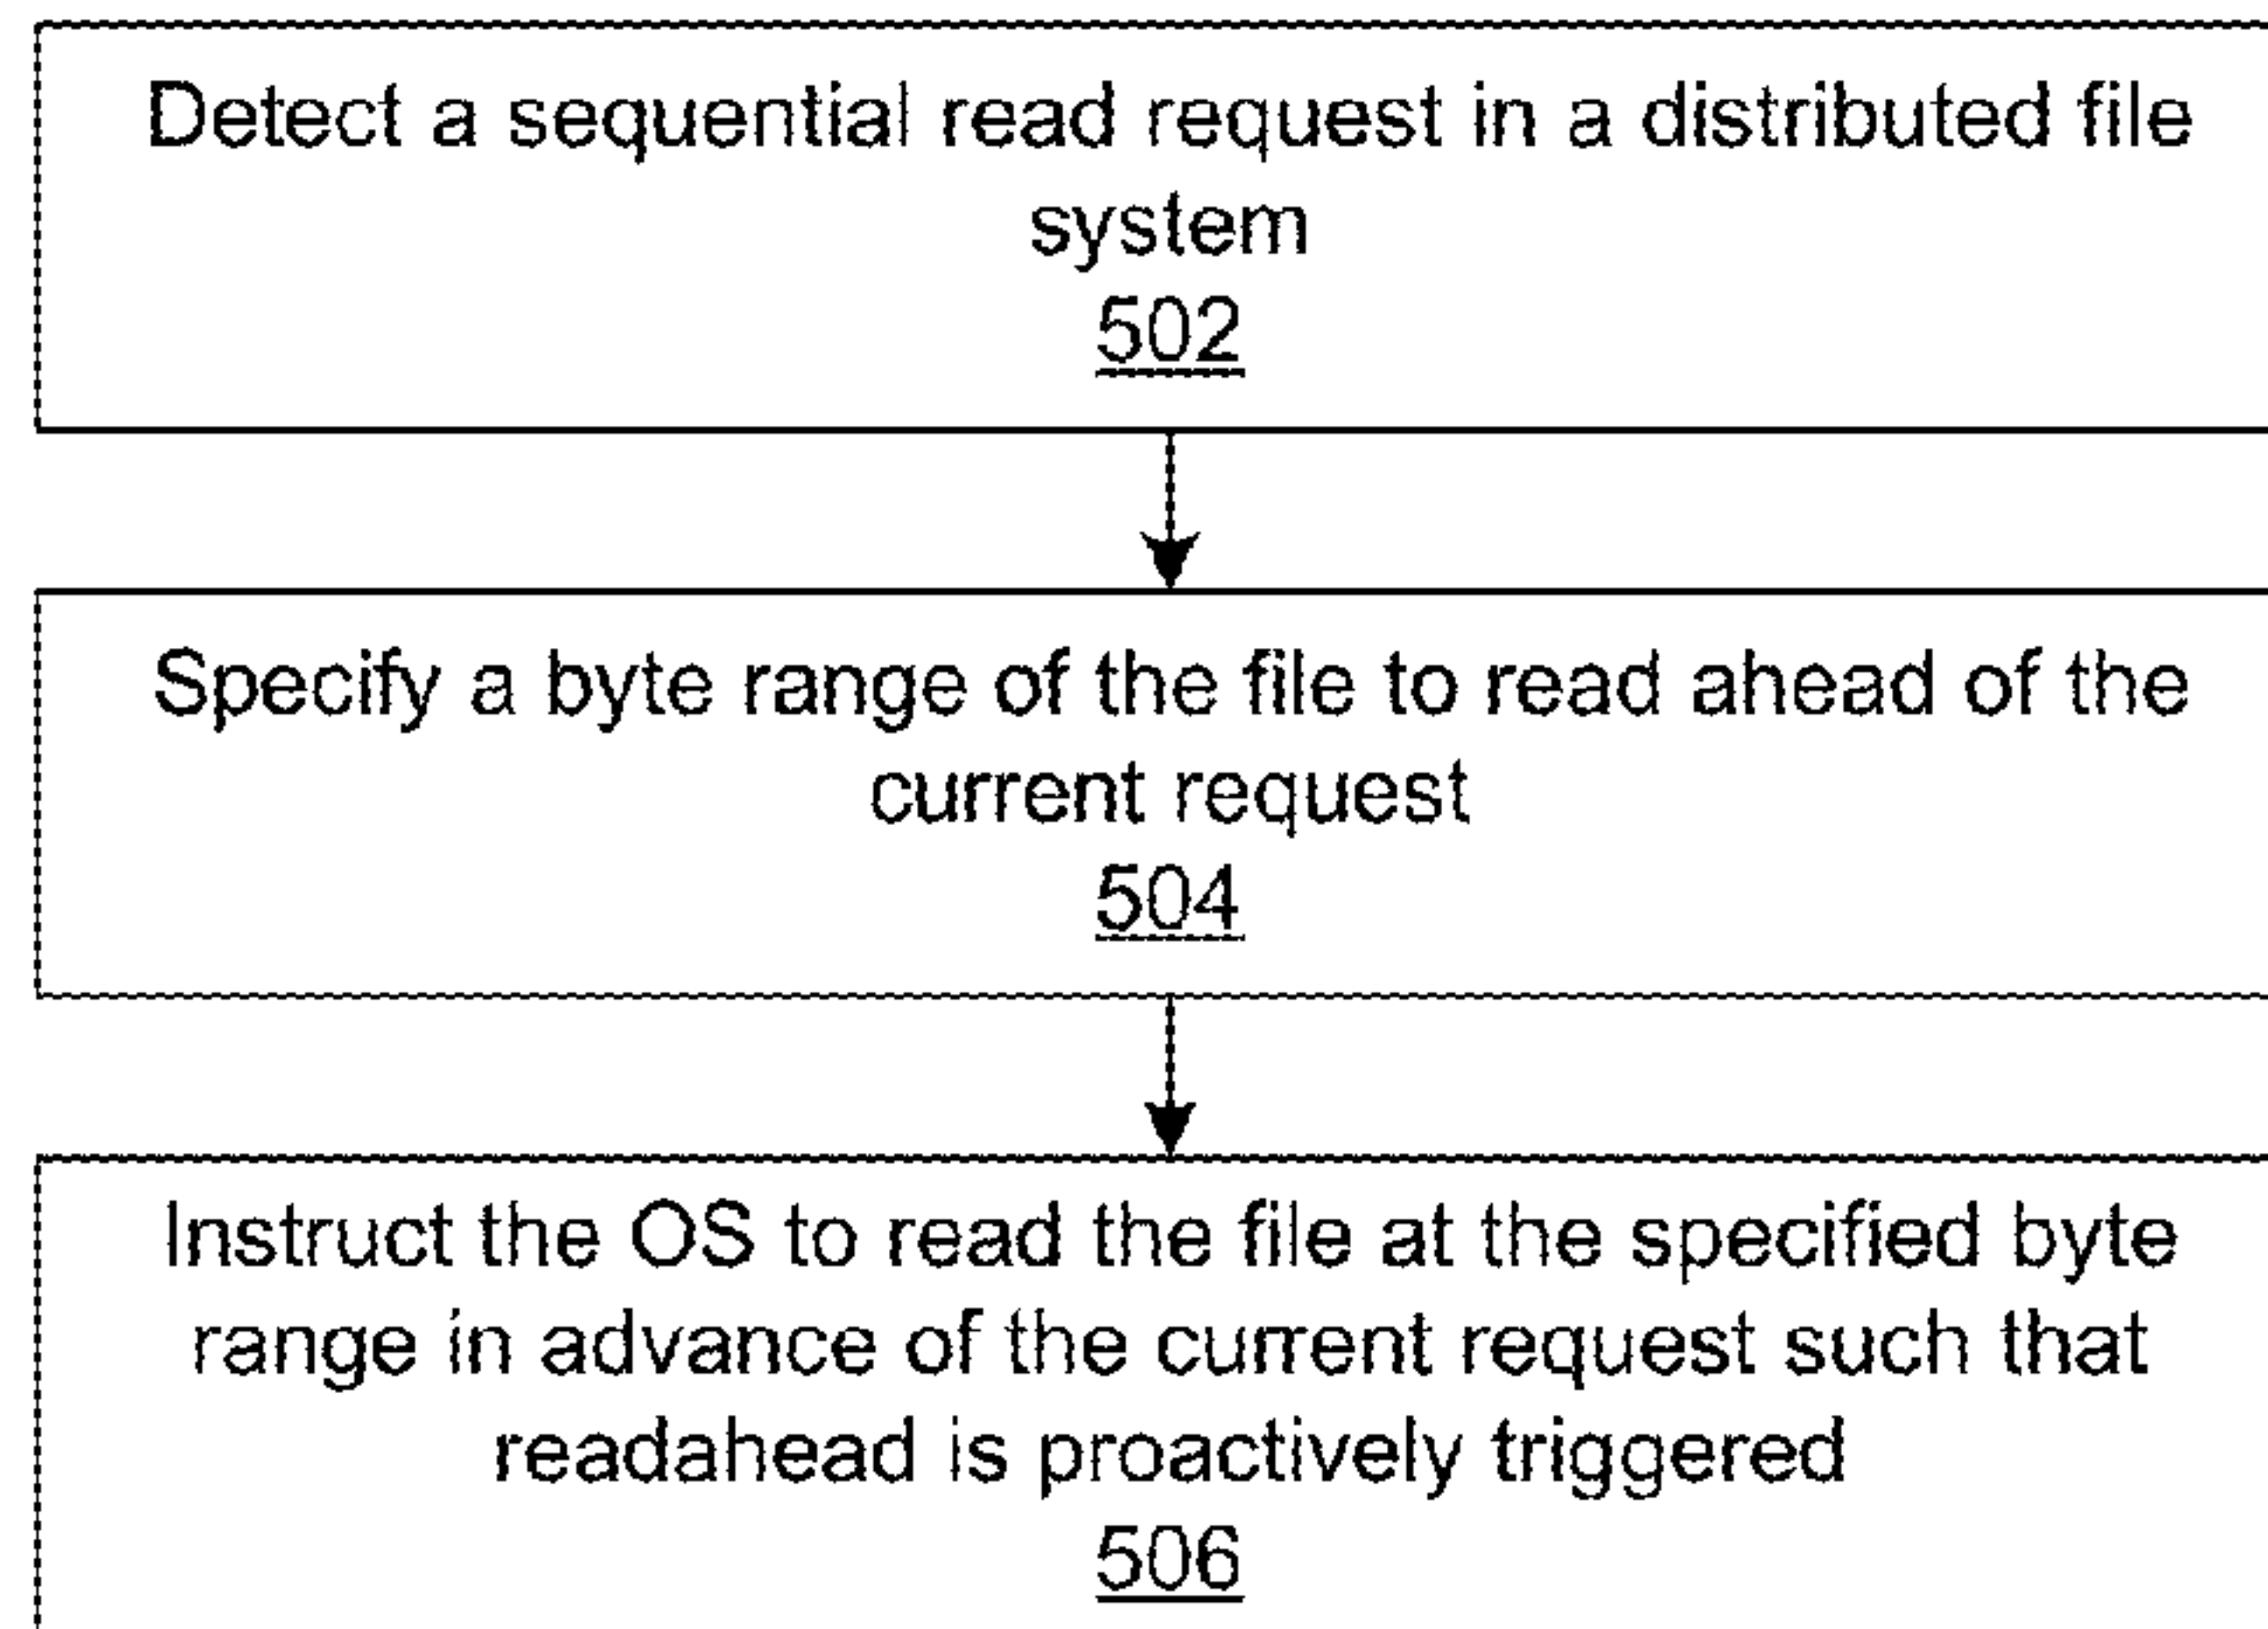 Detect a sequential read request in a distributed file
system
502
Specify a byte range of the file to read ahead of the
current request
504
Instruct the OS to read the file at the specified byte
range in advance of the current request such that
readahead is proactively triggered
506